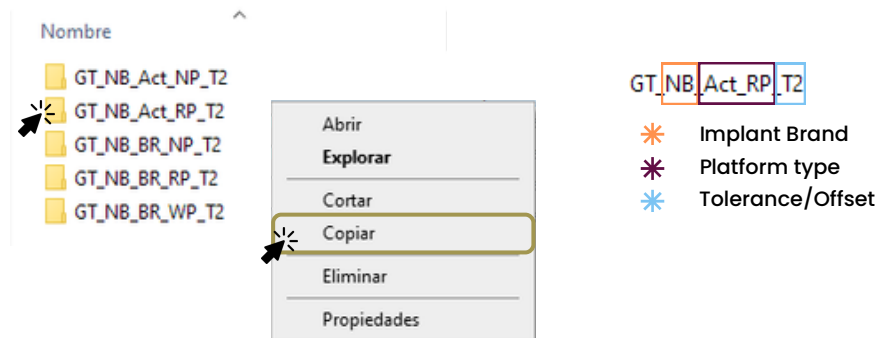 Nombre
GT_NB_Act_NP_T2
GT_NB_Act_RP_T2
GT_NB_BR_NP_T2
GT_NB_BR_RP_T2
GT_NB_BR_WP_T2
Abrir
Explorar
Cortar
Copiar
Eliminar
Propiedades
GT_NB_Act_RP_T2
Implant Brand
Platform type
Tolerance/Offset